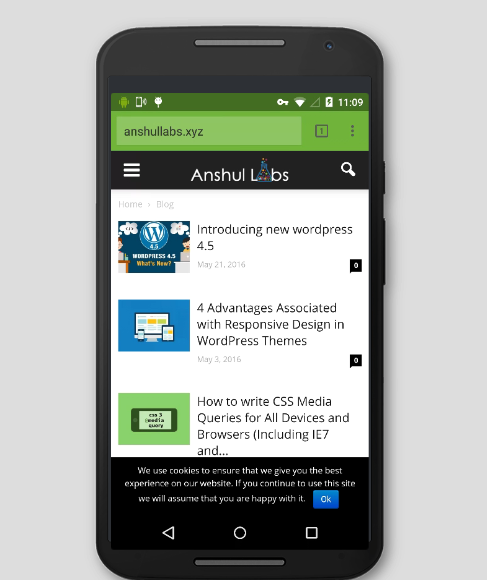 11:09
anshullabs.xyz
1
Anshul Labs
Home › Blog
WORDPRESS 4.5
What's New?
Introducing new wordpress
4.5
May 21, 2016
0
4 Advantages Associated
with Responsive Design in
WordPress Themes
May 3, 2016
0
css 3
@media
query
How to write CSS Media
Queries for All Devices and
Browsers (Including IE7
and...
We use cookies to ensure that we give you the best
experience on our website. If you continue to use this site
we will assume that you are happy with it. Ok